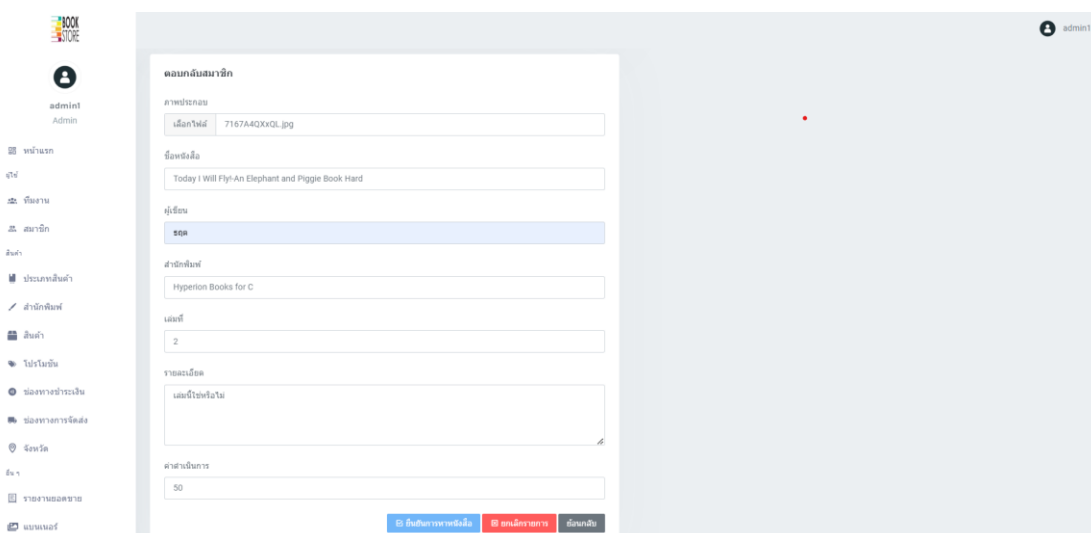 BOOK
STORE
admin1
admin1
Admin
หน้าแรก
ผู้ใช้
ทีมงาน
สมาชิก
สินค้า
ประเภทสินค้า
สำนักพิมพ์
สินค้า
โปรโมชั่น
ช่องทางชำระเงิน
ช่องทางการจัดส่ง
จังหวัด
อื่น ๆ
รายงานยอดขาย
แบนเนอร์
ตอบกลับสมาชิก
ภาพประกอบ
เลือกไฟล์ 7167A4QXxQL.jpg
ชื่อหนังสือ
Today I Will Fly!-An Elephant and Piggie Book Hard
ผู้เขียน
ชฤต
สำนักพิมพ์
Hyperion Books for C
เล่มที่
2
รายละเอียด
เล่มนี้ใช่หรือไม่
ค่าดำเนินการ
50
ยืนยันการหาหนังสือ ยกเลิกรายการ ย้อนกลับ